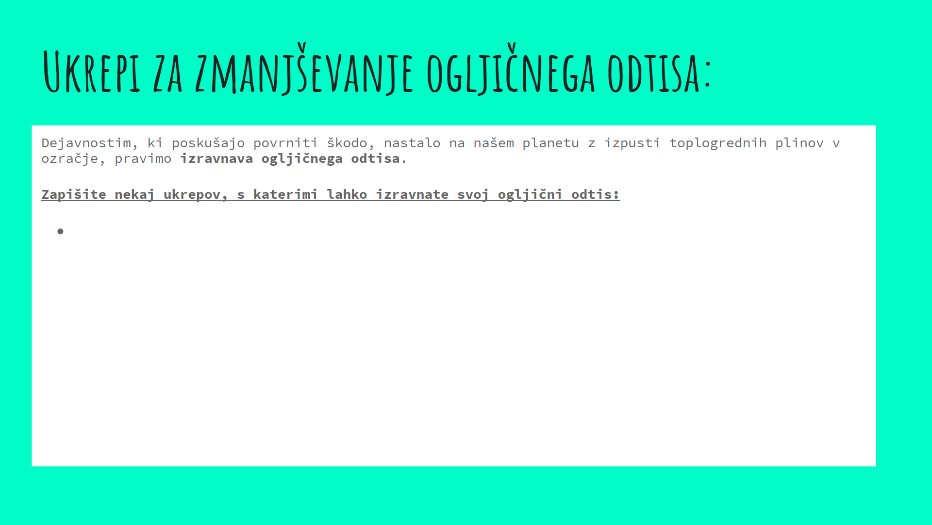 Ukrepi za zmanjševanje ogljičnega odtisa:
Dejavnostim, ki poskušajo povrniti škodo, nastalo na našem planetu z izpusti toplogrednih plinov v
ozračje, pravimo izravnava ogljičnega odtisa.
Zapišite nekaj ukrepov, s katerimi lahko izravnate svoj ogljični odtis:
●